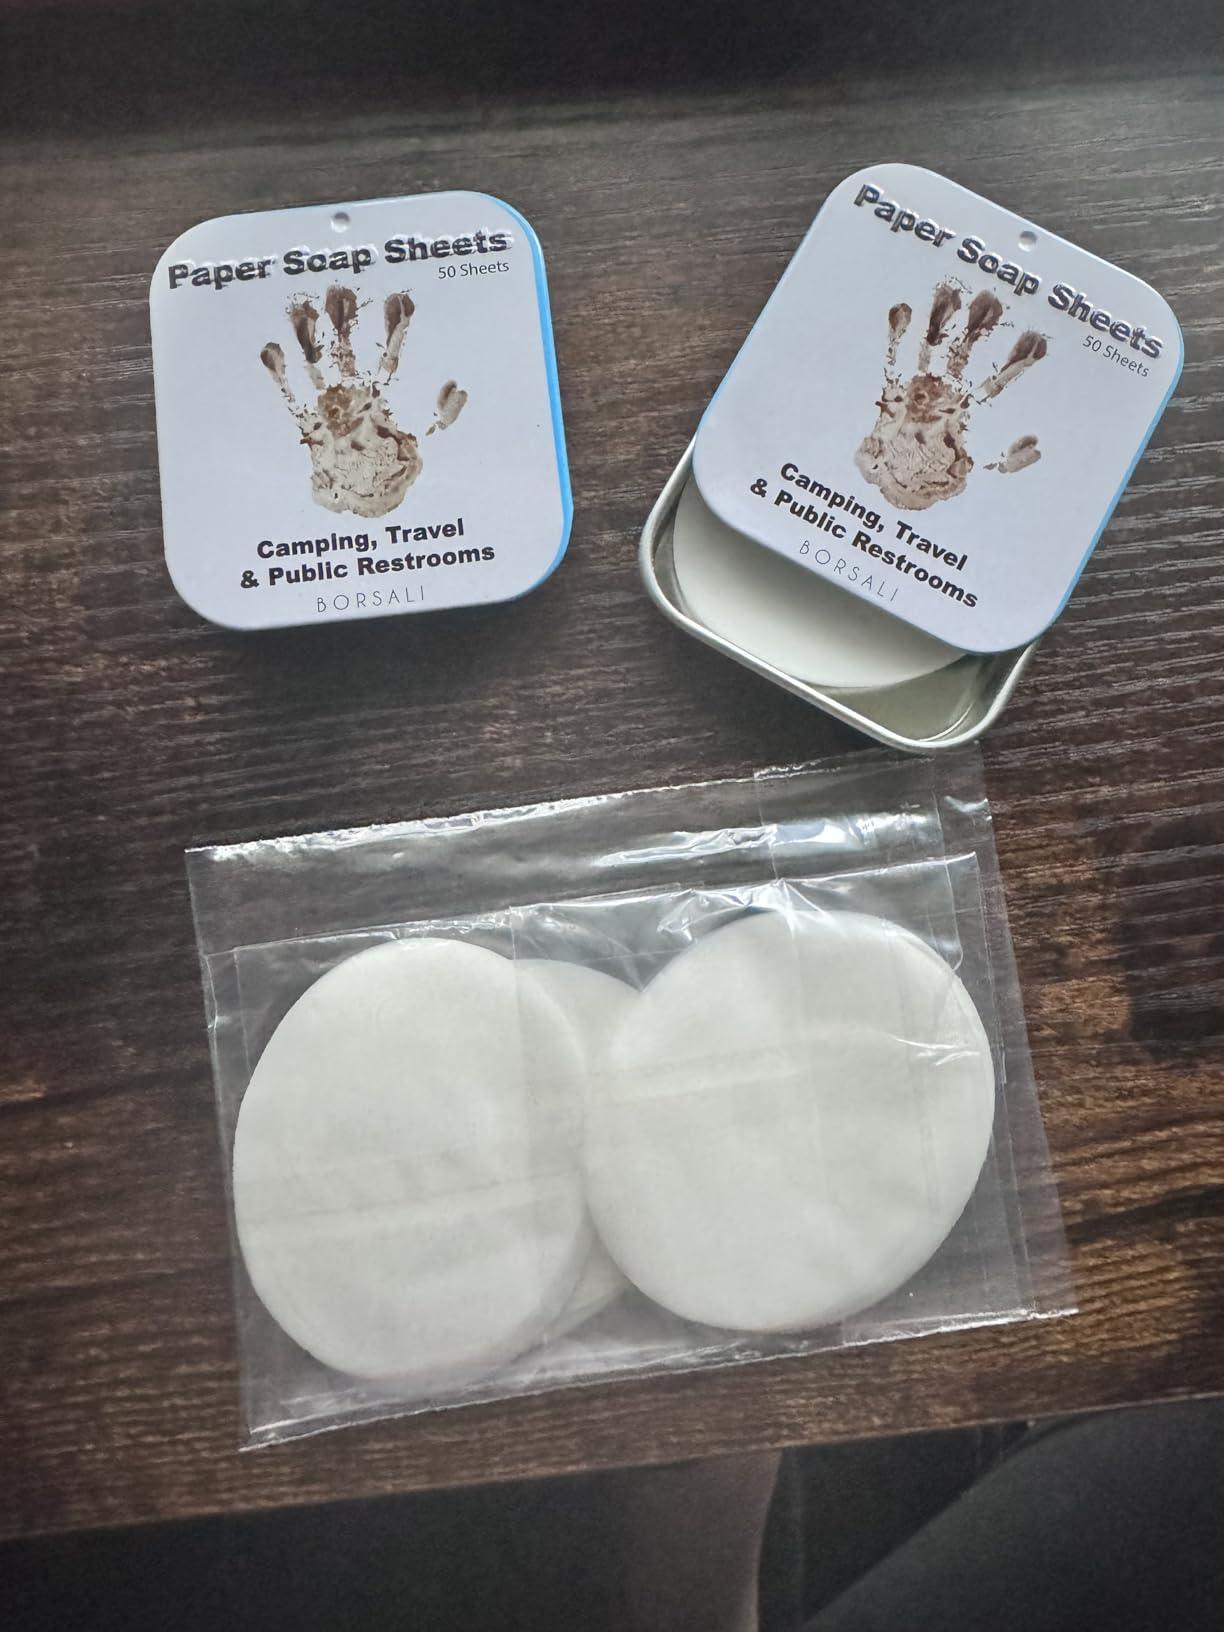 Paper Soap Sheets
50 Sheets
Camping, Travel
& Public Restrooms
BORSALI
Paper Soap Sheets
50 Sheets
Camping, Travel
& Public Restrooms
BORSALI